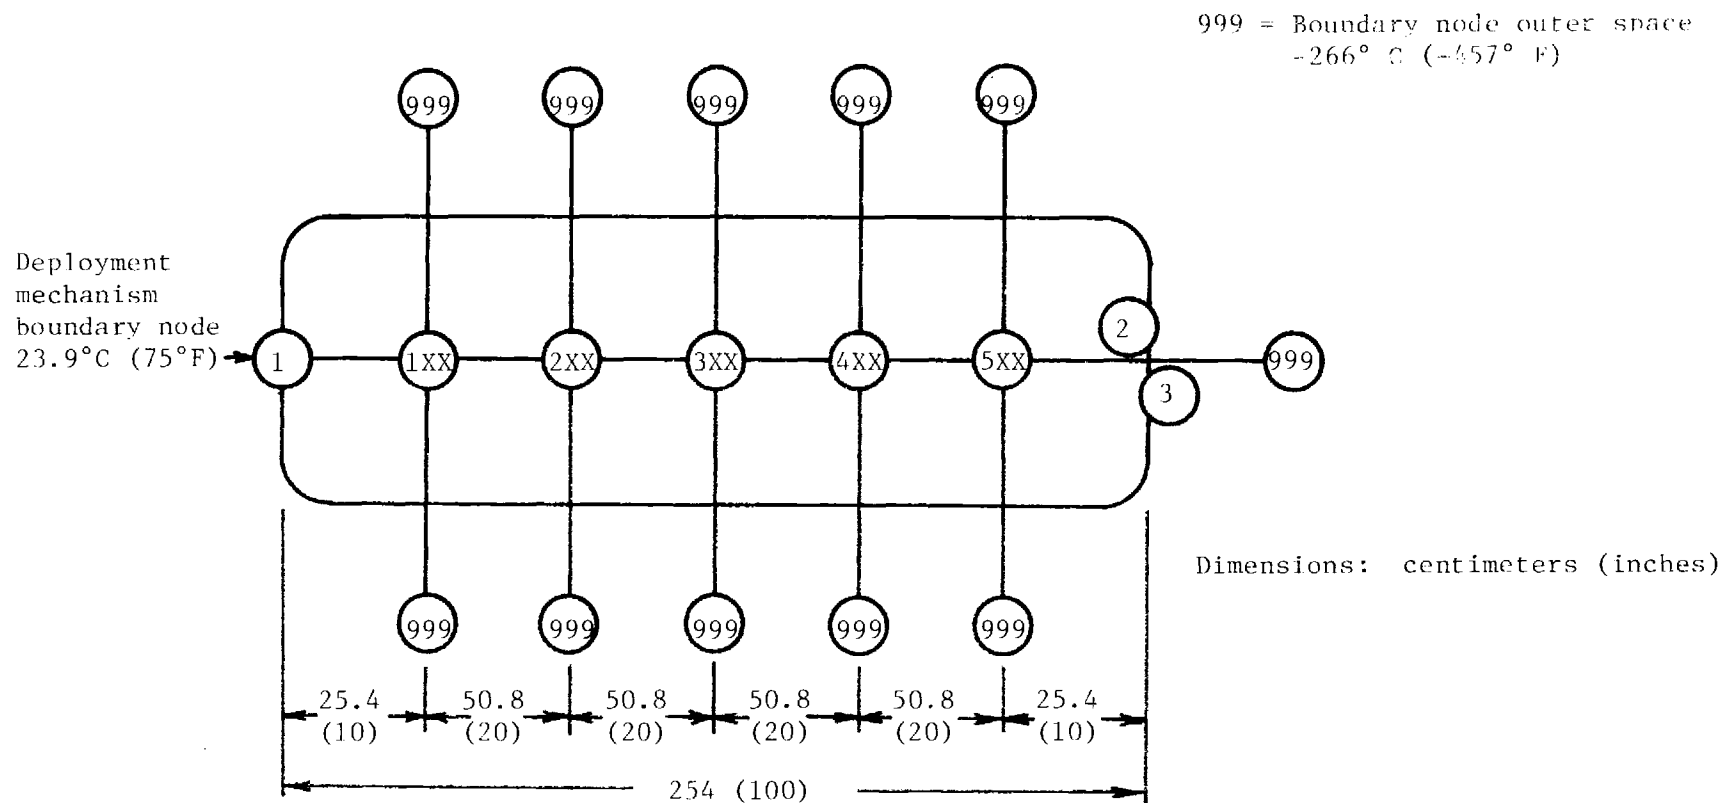 999 = Boundary node outer space
-266° C (-457° F)
999 999 999 999 999
Deployment
mechanism
boundary node
23.9°C (75°F)
1 1XX 2XX 3XX 4XX 5XX 2 3 999
Dimensions: centimeters (inches)
999 999 999 999 999
25.4 50.8 50.8 50.8 50.8 25.4
(10) (20) (20) (20) (20) (10)
254 (100)